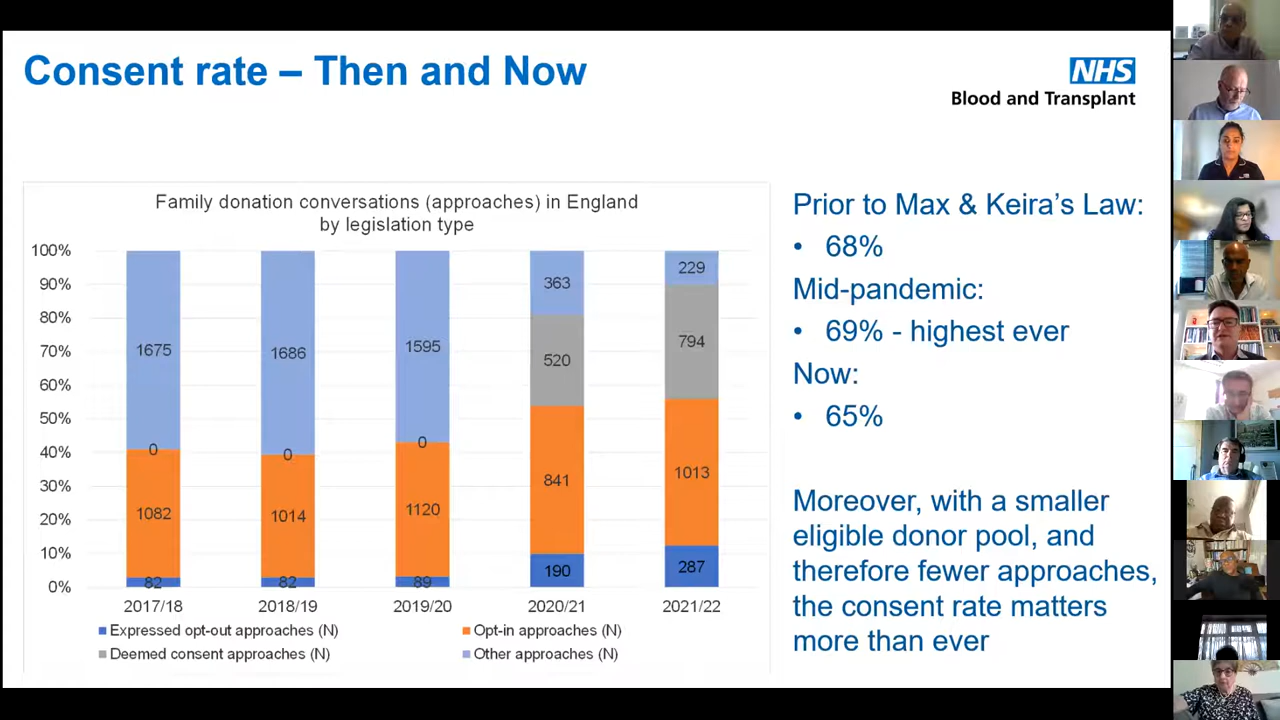 Consent rate – Then and Now
NHS
Blood and Transplant
Family donation conversations (approaches) in England
by legislation type
100%
90%
80%
70%
60%
50%
40%
30%
20%
10%
0%
1675
0
1082
82
1686
0
1014
82
1595
0
1120
89
363
520
841
190
229
794
1013
287
2017/18 2018/19 2019/20 2020/21 2021/22
Expressed opt-out approaches (N) Opt-in approaches (N)
Deemed consent approaches (N) Other approaches (N)
Prior to Max & Keira’s Law:
• 68%
Mid-pandemic:
• 69% - highest ever
Now:
• 65%
Moreover, with a smaller
eligible donor pool, and
therefore fewer approaches,
the consent rate matters
more than ever